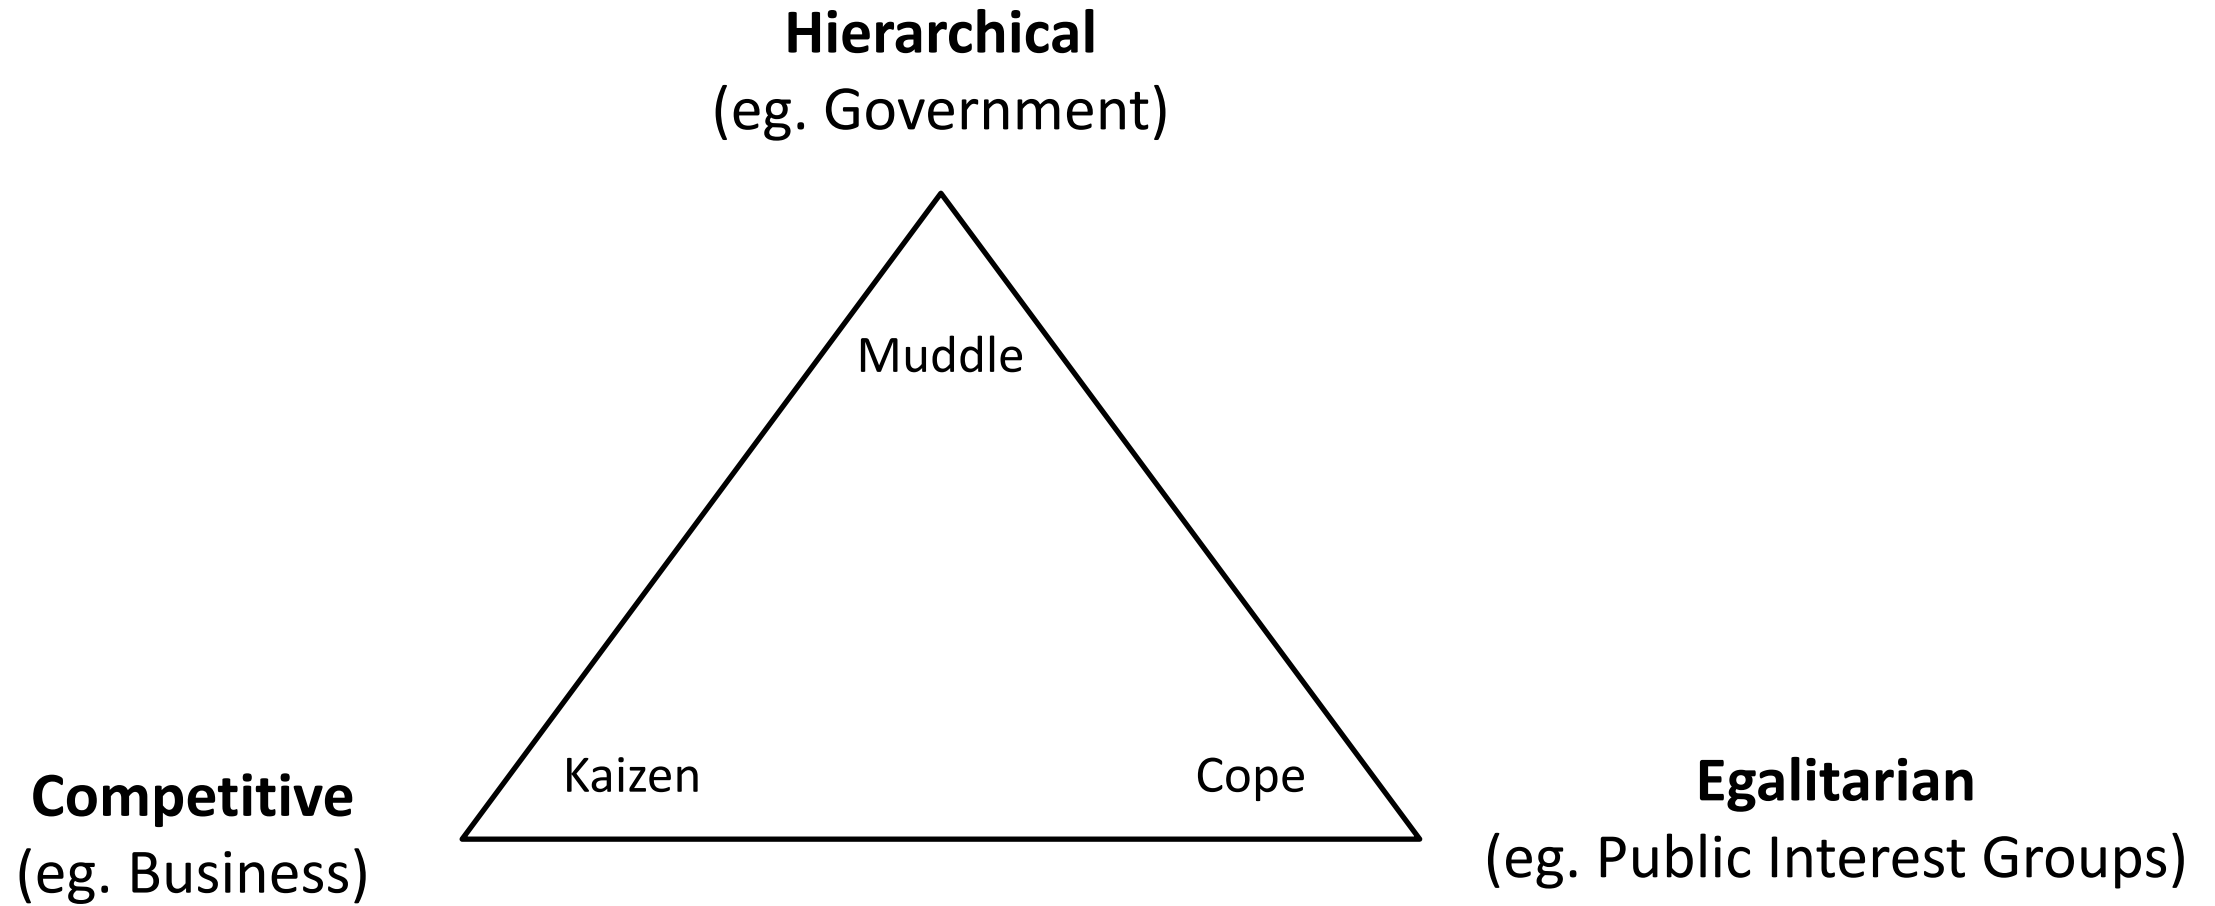 Hierarchical
(eg. Government)
Muddle
Kaizen
Cope
Competitive
(eg. Business)
Egalitarian
(eg. Public Interest Groups)